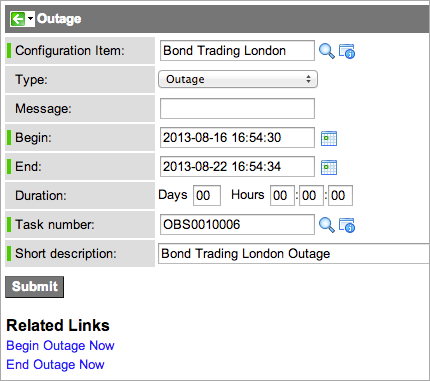 Outage
Configuration Item: Bond Trading London
Type: Outage
Message:
Begin: 2013-08-16 16:54:30
End: 2013-08-22 16:54:34
Duration: Days 00 Hours 00:00:00
Task number: OBS0010006
Short description: Bond Trading London Outage
Submit
Related Links
Begin Outage Now
End Outage Now